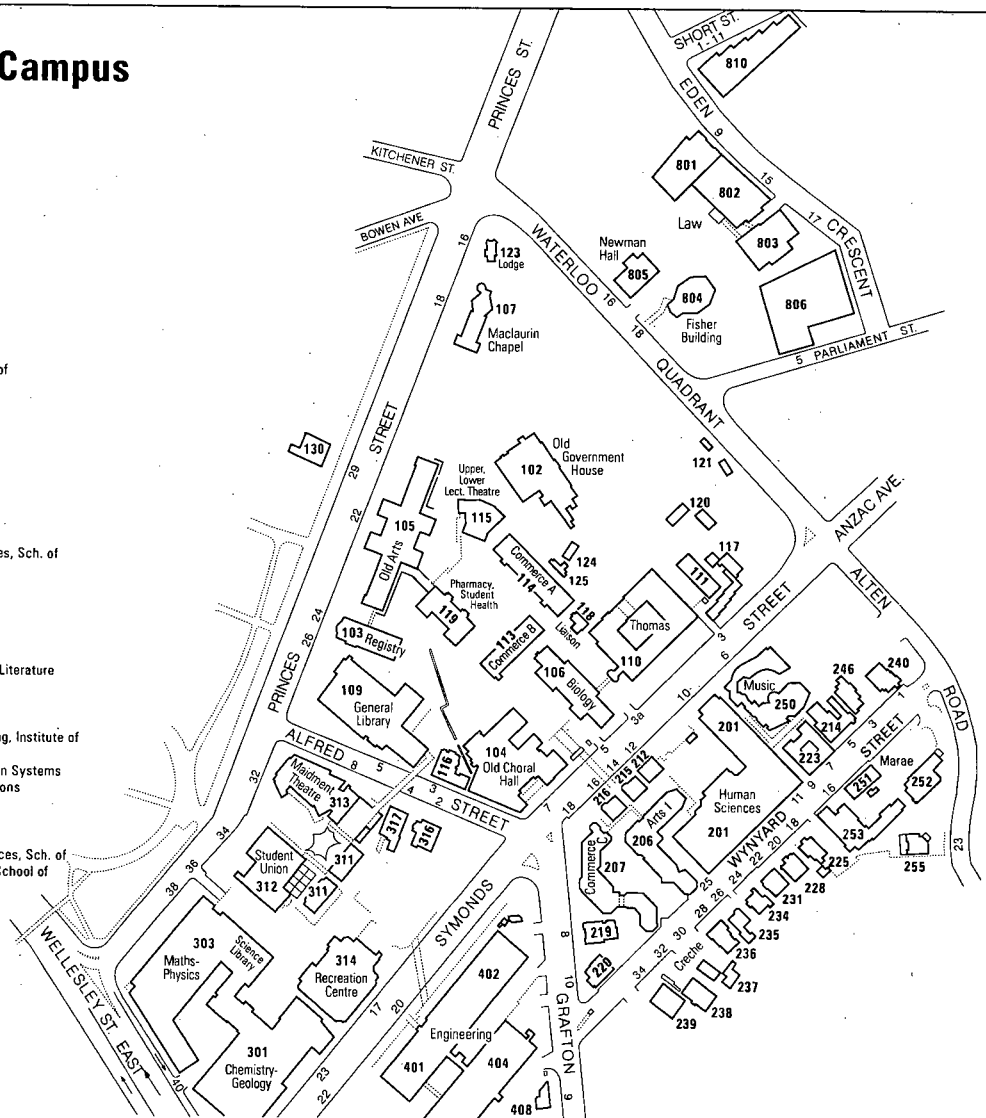 Campus
SHORT ST.
1-11
810
PRINCES ST.
EDEN
9
KITCHENER ST.
801
15
802
BOWEN AVE
17
CRESCENT
16
WATERLOO
Law
803
123
Lodge
Newman
Hall
805
18
107
Maclaurin
Chapel
16
804
806
18
Fisher
Building
5
PARLIAMENT ST.
of
QUADRANT
STREET
130
29
Upper,
Lower
Lect. Theatre
Old
Government
House
102
121
22
115
105
120
ANZAC AVE.
es, Sch. of
Old Arts
Commerce A
114
124
125
117
111
ALTEN
Pharmacy,
Student
Health
119
118
Liaison
Thomas
STREET
24
26
103 Registry
113
Commerce B
3
Literature
PRINCES
110
106
Biology
6
246
240
109
General
Library
10
Music
250
201
214
1
3
ROAD
ng, Institute of
3a
223
5
STREET
ALFRED
8
5
116
104
Old Choral
Hall
5
12
7
Marae
n Systems
ons
Maidment
Theatre
313
3
14
212
215
9
251
252
32
4
2
STREET
7
16
18
216
Human
Sciences
11
16
317
316
Arts I
206
WYNYARD
18
253
34
311
201
20
23
ces, Sch. of
School of
Student
Union
312
Commerce C
207
22
225
255
36
311
24
228
38
25
231
26
234
SYMONDS
28
235
WELLESLEY ST. EAST
303
Maths-
Physics
Science
Library
8
219
30
236
314
Recreation
Centre
402
32
Creche
220
34
237
10
17
20
GRAFTON
238
239
301
Chemistry-
Geology
Engineering
401
404
23
22
40
408
9